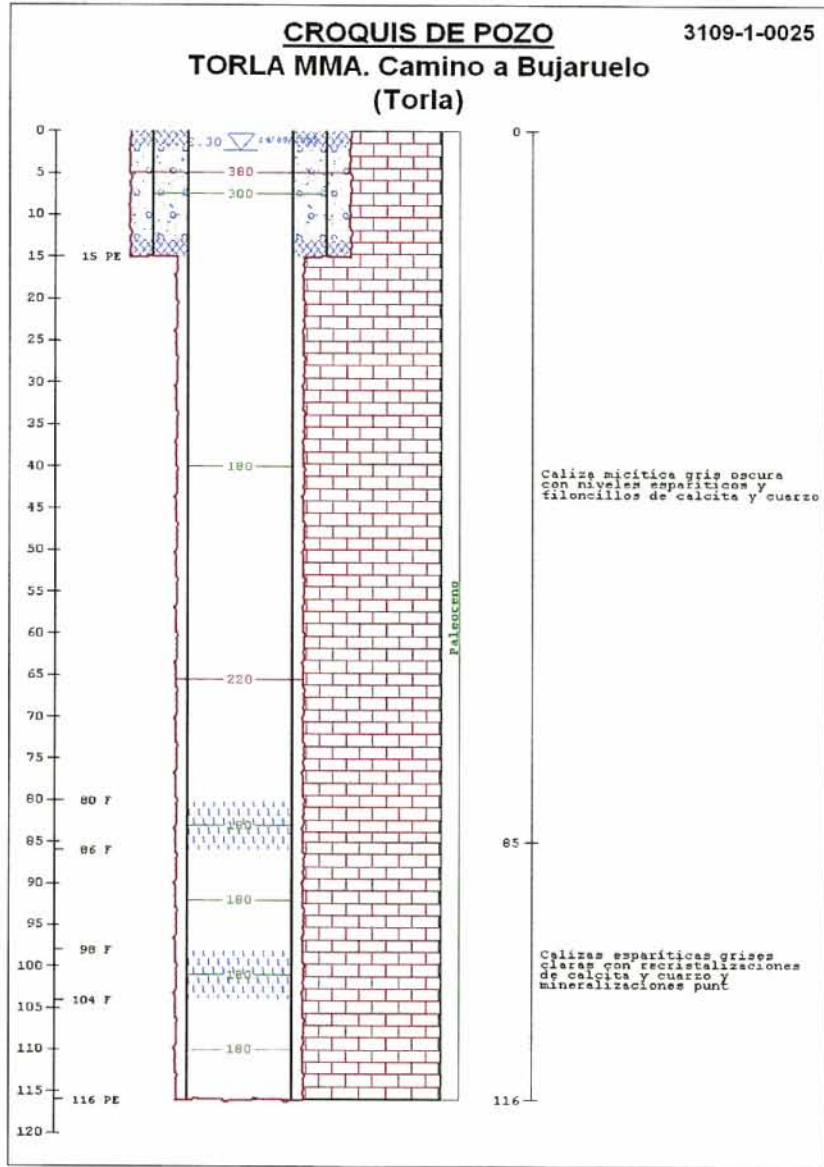 CROQUIS DE POZO
3109-1-0025
TORLA MMA. Camino a Bujaruelo
(Torla)
0
5
10
15
20
25
30
35
40
45
50
55
60
65
70
75
80
85
90
95
100
105
110
115
120
15 PE
80 F
86 F
98 F
104 F
116 PE
2.30
380
300
180
220
180
180
180
180
Paleoceno
0
85
116
Caliza micítica gris oscura
con niveles esparíticos y
filoncillos de calcita y cuarzo
Calizas esparíticas grises
claras con recristalizaciones
de calcita y cuarzo y
mineralizaciones punt